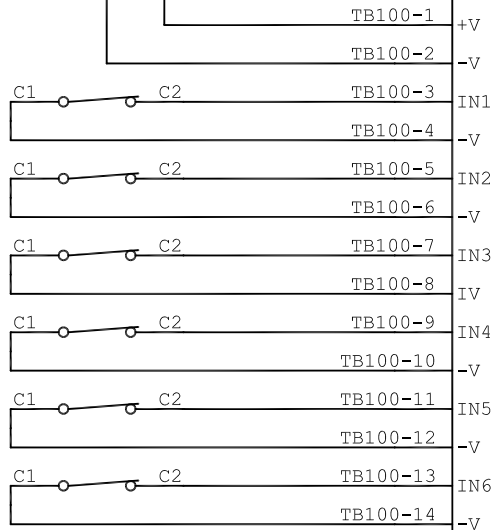 TB100-1 +V
TB100-2 -V
C1 C2 TB100-3 IN1
TB100-4 -V
C1 C2 TB100-5 IN2
TB100-6 -V
C1 C2 TB100-7 IN3
TB100-8 IV
C1 C2 TB100-9 IN4
TB100-10 -V
C1 C2 TB100-11 IN5
TB100-12 -V
C1 C2 TB100-13 IN6
TB100-14 -V